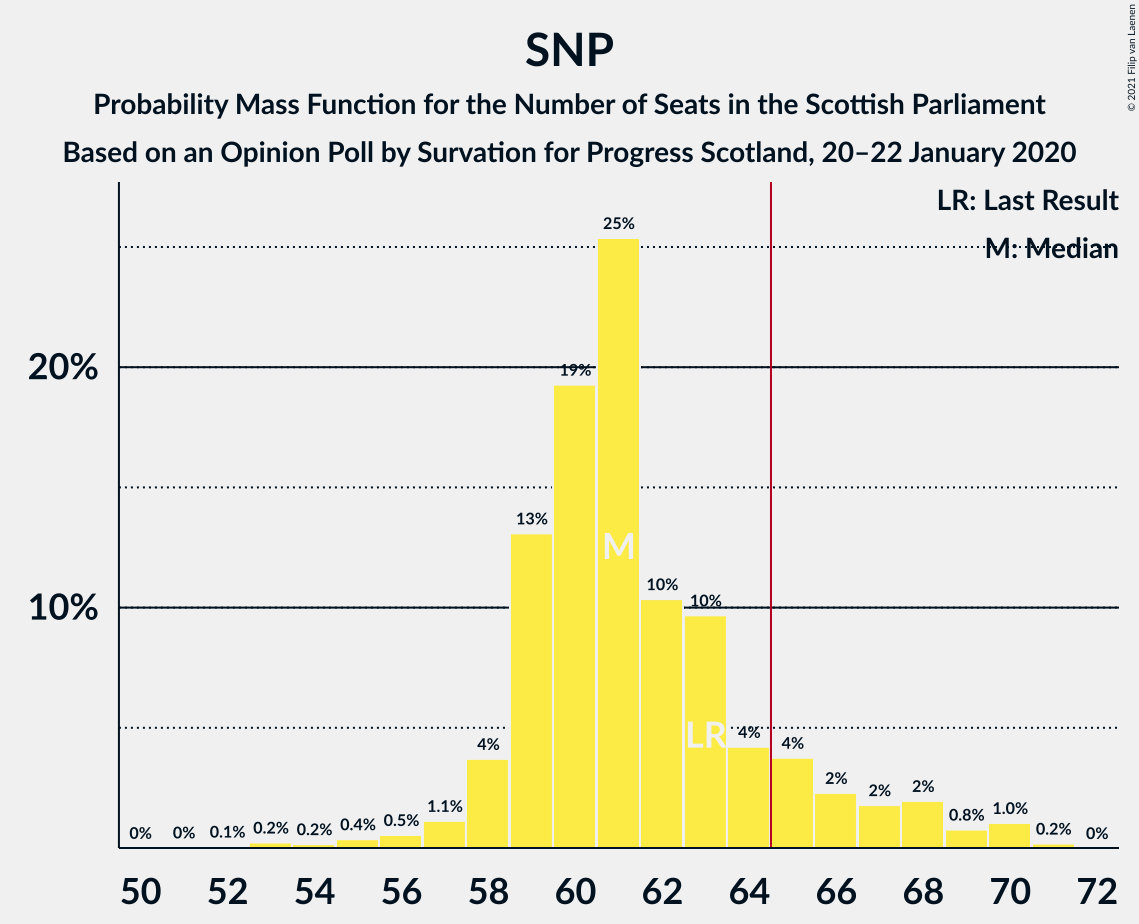 SNP
Probability Mass Function for the Number of Seats in the Scottish Parliament
Based on an Opinion Poll by Survation for Progress Scotland, 20–22 January 2020
© 2021 Filip van Laenen
LR: Last Result
M: Median
20%
10%
0% 0% 0.1% 0.2% 0.2% 0.4% 0.5% 1.1% 4% 13% 19% 25% 10% 10% 4% 4% 2% 2% 2% 0.8% 1.0% 0.2% 0%
M
LR
50 52 54 56 58 60 62 64 66 68 70 72